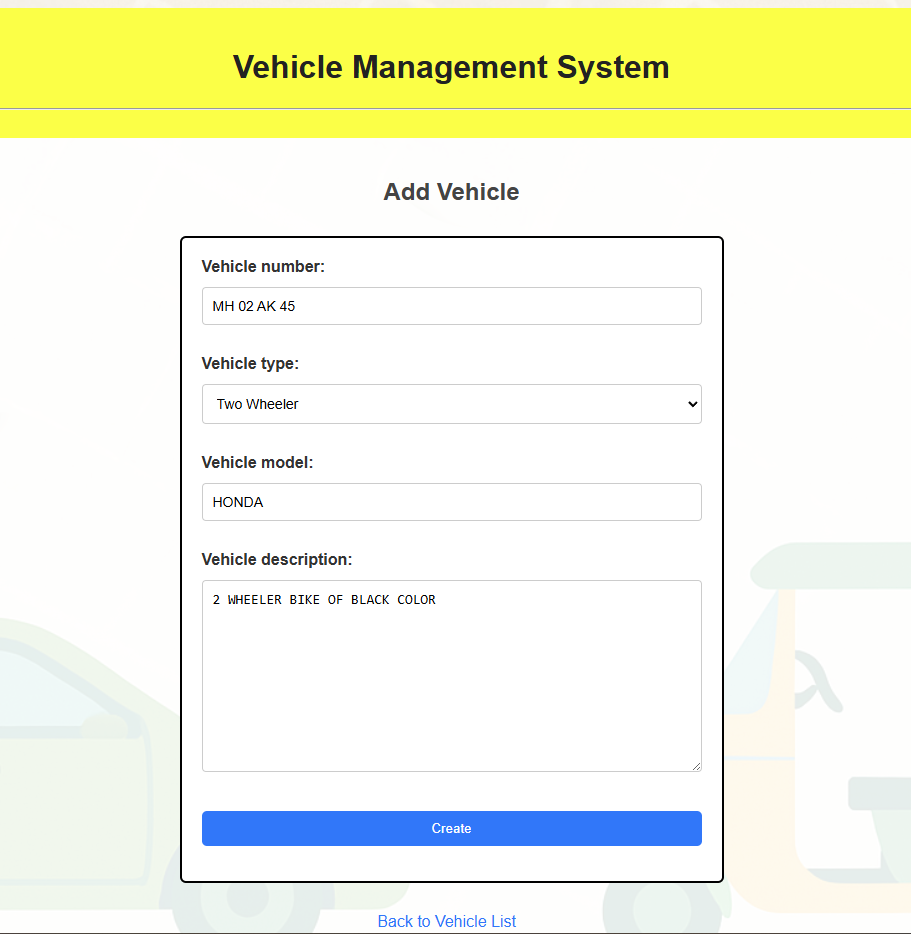 Vehicle Management System
Add Vehicle
Vehicle number:
MH 02 AK 45
Vehicle type:
Two Wheeler
Vehicle model:
HONDA
Vehicle description:
2 WHEELER BIKE OF BLACK COLOR
Create
Back to Vehicle List